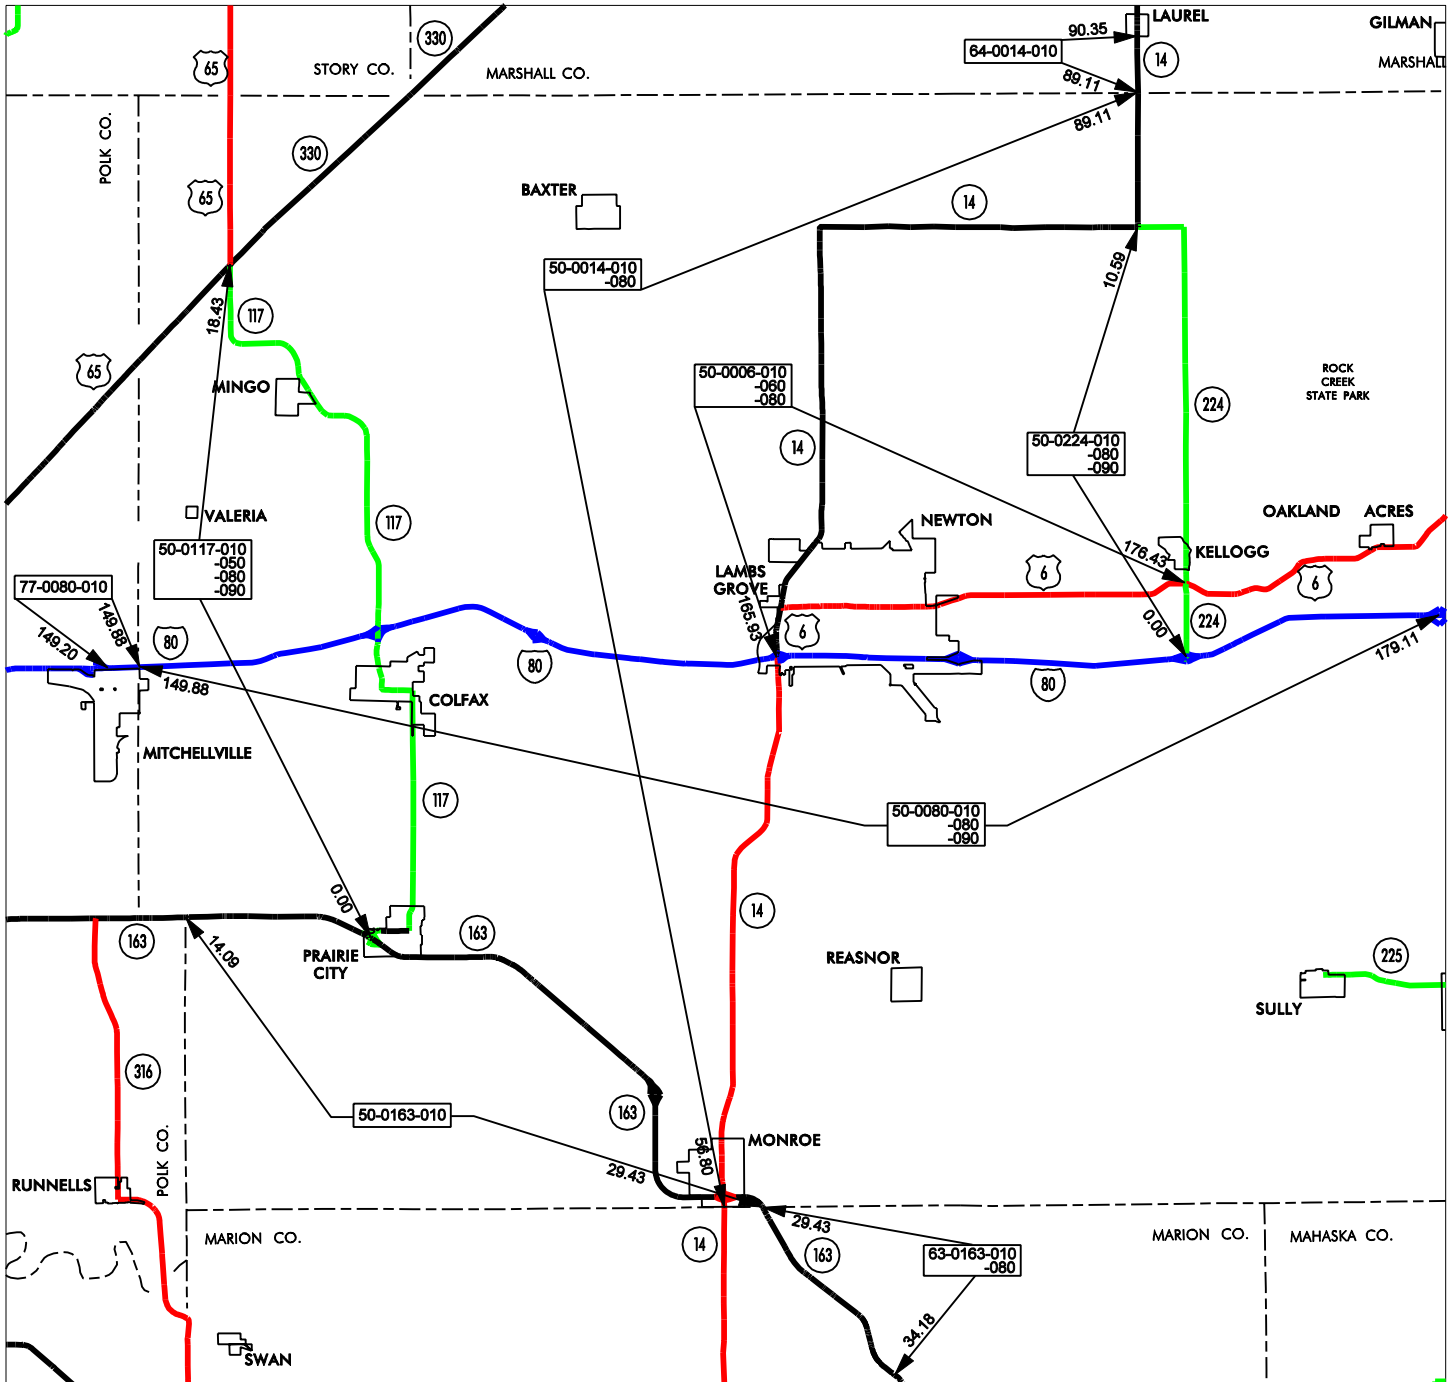 LAUREL
90.35
64-0014-010
GILMAN
330
65
STORY CO.
MARSHALL CO.
14
MARSHALL
89.11
89.11
POLK CO.
330
65
BAXTER
14
50-0014-010
-080
10.59
18.43
117
65
MINGO
50-0006-010
-060
-080
ROCK
CREEK
STATE PARK
224
14
50-0224-010
-080
-090
VALERIA
117
NEWTON
OAKLAND ACRES
50-0117-010
-050
-080
-090
176.43
KELLOGG
77-0080-010
LAMBS
GROVE
6
6
149.88
149.20
80
165.93
6
0.00
224
80
179.11
149.88
80
COLFAX
MITCHELLVILLE
117
50-0080-010
-080
-090
0.00
14
163
14.09
163
PRAIRIE
CITY
REASNOR
225
SULLY
316
50-0163-010
163
POLK CO.
MONROE
56.80
29.43
RUNNELLS
29.43
MARION CO.
14
163
63-0163-010
-080
MARION CO.
MAHASKA CO.
34.18
SWAN